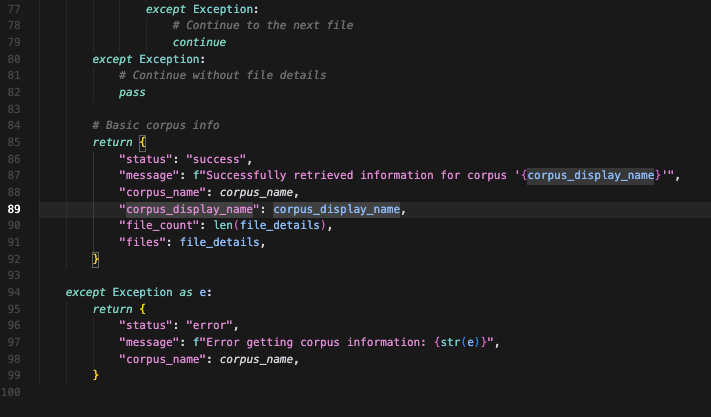 77 except Exception:
78 # Continue to the next file
79 continue
80 except Exception:
81 # Continue without file details
82 pass
83
84 # Basic corpus info
85 return {
86 "status": "success",
87 "message": f"Successfully retrieved information for corpus '{corpus_display_name}'",
88 "corpus_name": corpus_name,
89 "corpus_display_name": corpus_display_name,
90 "file_count": len(file_details),
91 "files": file_details,
92 }
93
94 except Exception as e:
95 return {
96 "status": "error",
97 "message": f"Error getting corpus information: {str(e)}",
98 "corpus_name": corpus_name,
99 }
100